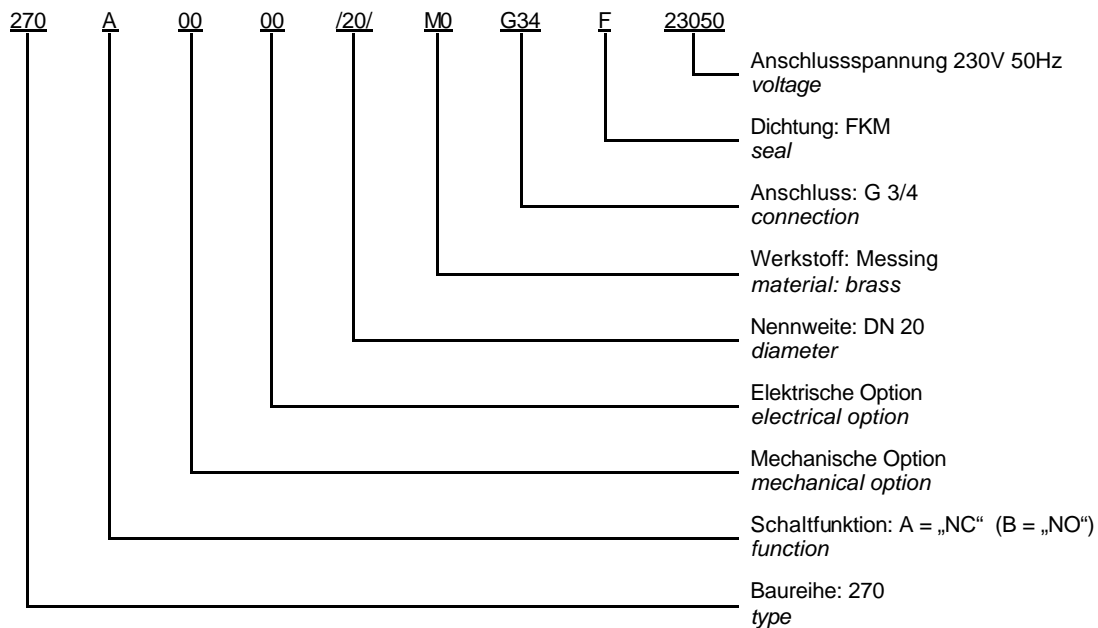 270 A 00 00 /20/ M0 G34 F 23050
Anschlussspannung 230V 50Hz
voltage
Dichtung: FKM
seal
Anschluss: G 3/4
connection
Werkstoff: Messing
material: brass
Nennweite: DN 20
diameter
Elektrische Option
electrical option
Mechanische Option
mechanical option
Schaltfunktion: A = „NC“ (B = „NO“)
function
Baureihe: 270
type